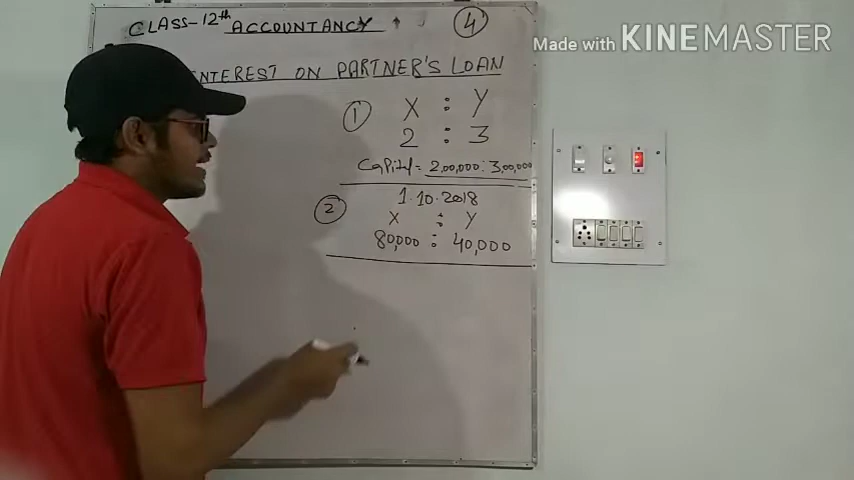 CLASS-12th ACCOUNTANCY
4
Made with KINEMASTER
INTEREST ON PARTNER'S LOAN
1 X : Y
2 : 3
Capital = 2,00,000 : 3,00,000
2 1.10.2018
X : Y
80,000 : 40,000